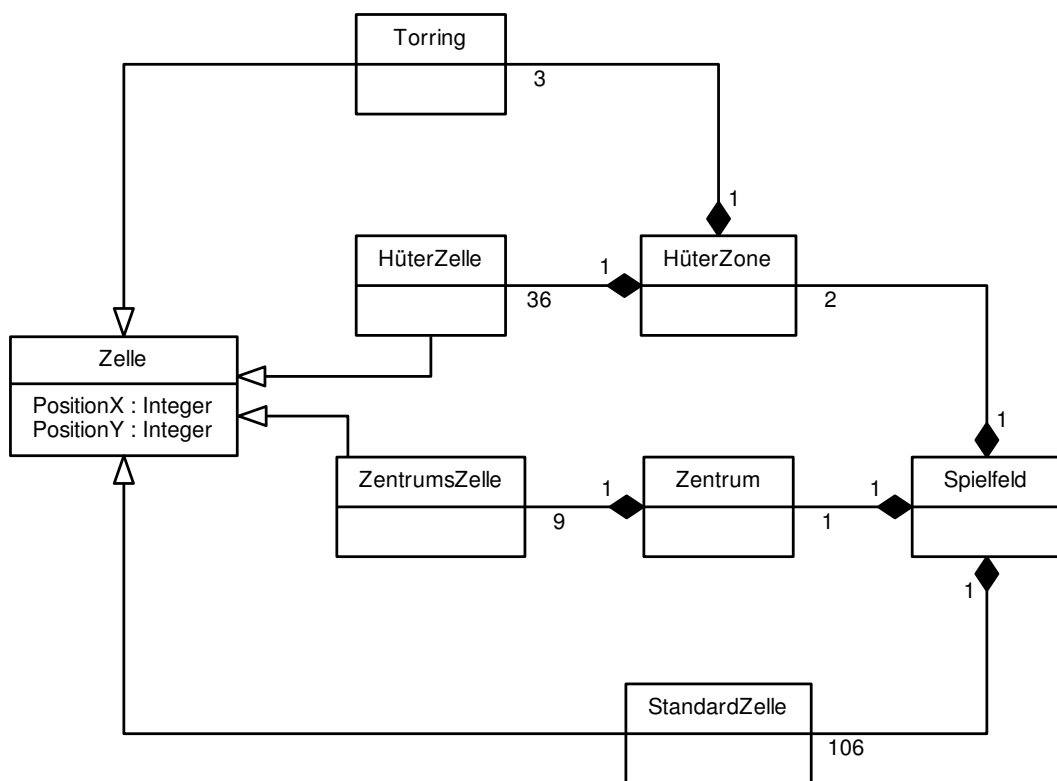 Torring
3
1
HüterZelle
1
36
HüterZone
2
Zelle
PositionX : Integer
PositionY : Integer
1
ZentrumsZelle
1
9
Zentrum
1
1
Spielfeld
1
StandardZelle
106